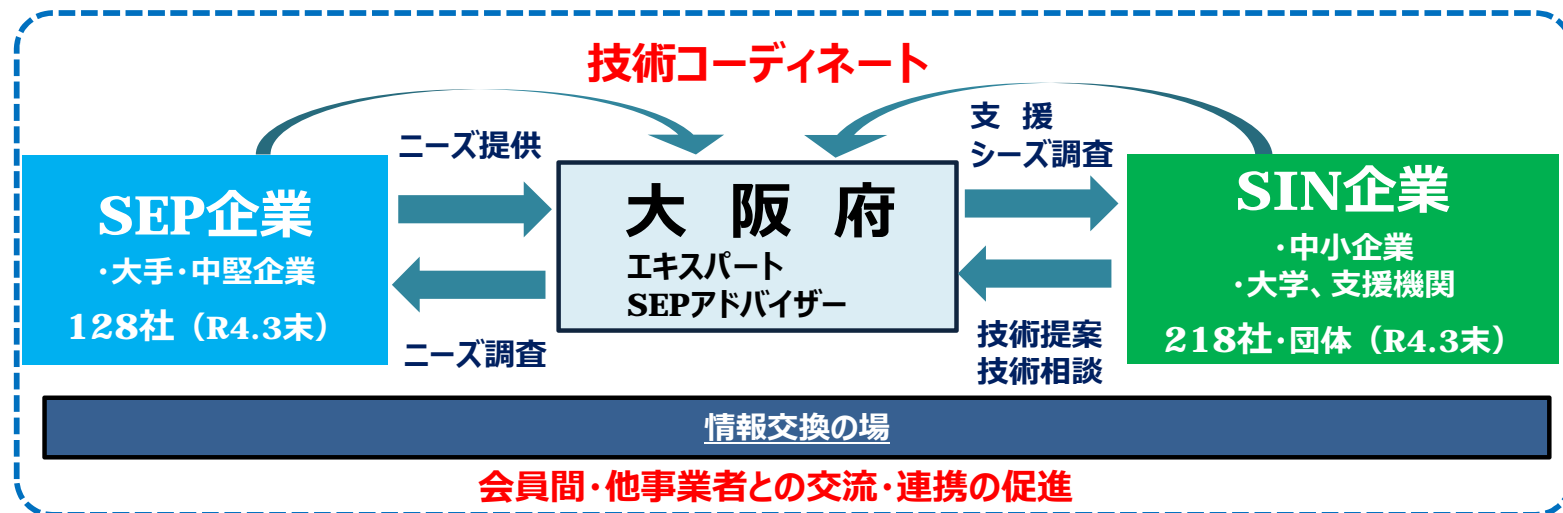 技術コーディネート
SEP企業
・大手・中堅企業
128社（R4.3末）
ニーズ提供
ニーズ調査
大 阪 府
エキスパート
SEPアドバイザー
支 援
シーズ調査
技術提案
技術相談
SIN企業
・中小企業
・大学、支援機関
218社・団体（R4.3末）
情報交換の場
会員間・他事業者との交流・連携の促進